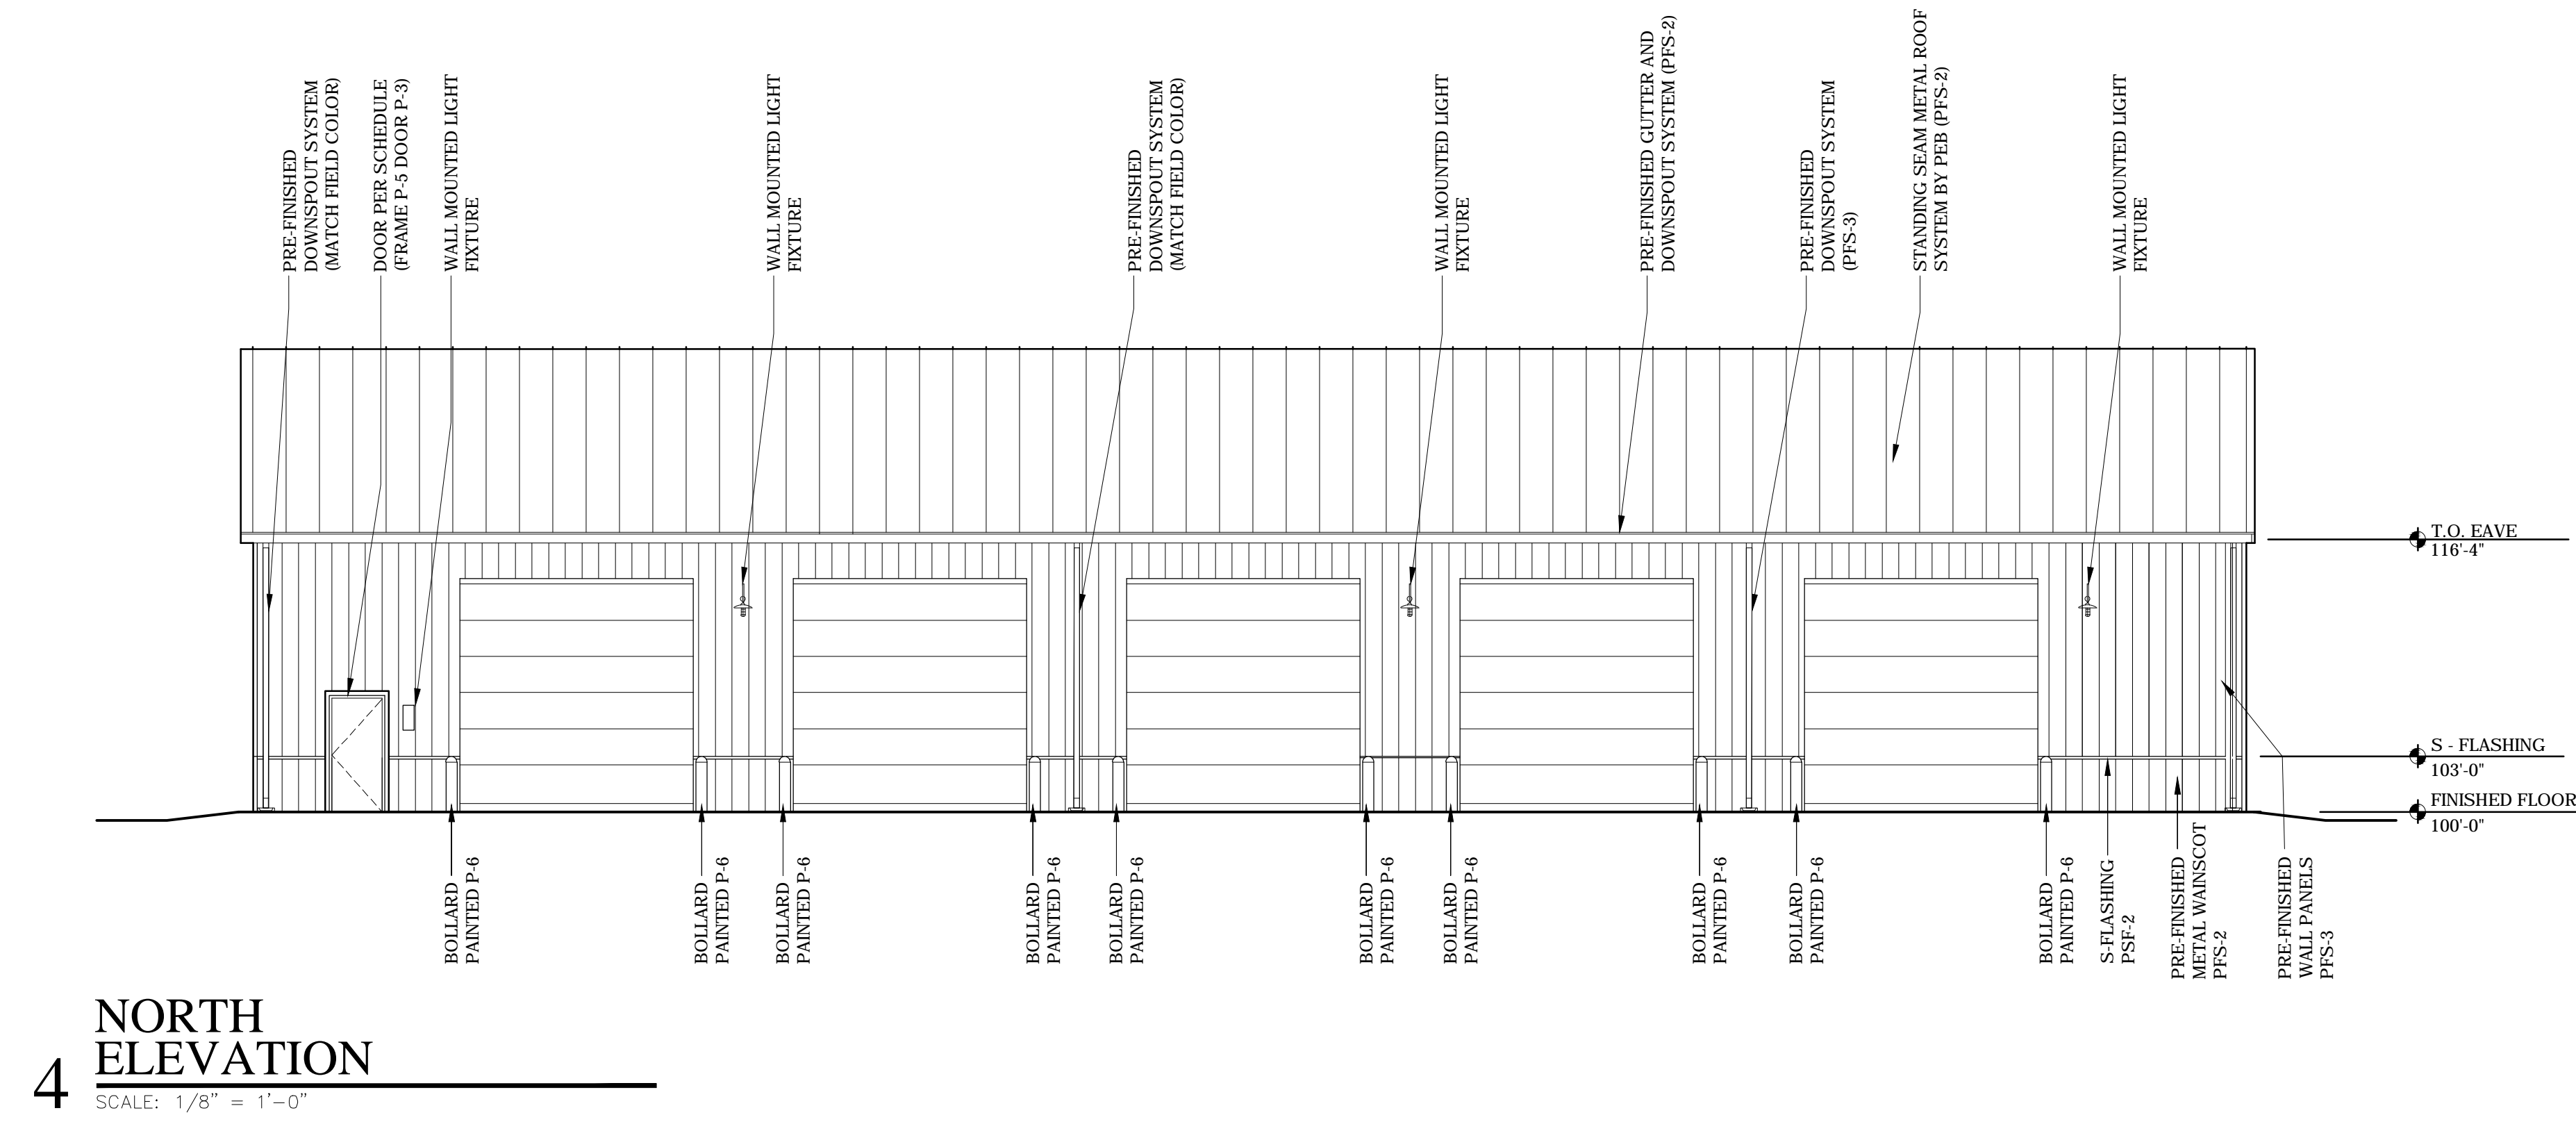 PRE-FINISHED
DOWNSPOUT SYSTEM
(MATCH FIELD COLOR)
DOOR PER SCHEDULE
(FRAME P-5 DOOR P-3)
WALL MOUNTED LIGHT
FIXTURE
WALL MOUNTED LIGHT
FIXTURE
PRE-FINISHED
DOWNSPOUT SYSTEM
(MATCH FIELD COLOR)
WALL MOUNTED LIGHT
FIXTURE
PRE-FINISHED GUTTER AND
DOWNSPOUT SYSTEM (PFS-2)
PRE-FINISHED
DOWNSPOUT SYSTEM
(PFS-3)
STANDING SEAM METAL ROOF
SYSTEM BY PEB (PFS-2)
WALL MOUNTED LIGHT
FIXTURE
T.O. EAVE
116'-4"
S - FLASHING
103'-0"
FINISHED FLOOR
100'-0"
BOLLARD
PAINTED P-6
BOLLARD
PAINTED P-6
BOLLARD
PAINTED P-6
BOLLARD
PAINTED P-6
BOLLARD
PAINTED P-6
BOLLARD
PAINTED P-6
BOLLARD
PAINTED P-6
BOLLARD
PAINTED P-6
BOLLARD
PAINTED P-6
BOLLARD
PAINTED P-6
S-FLASHING
PSF-2
PRE-FINISHED
METAL WAINSCOT
PFS-2
PRE-FINISHED
WALL PANELS
PFS-3
4
NORTH
ELEVATION
SCALE: 1/8" = 1'-0"